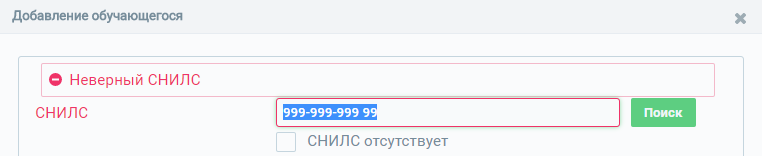 Добавление обучающегося
Неверный СНИЛС
СНИЛС 999-999-999 99 Поиск
СНИЛС отсутствует